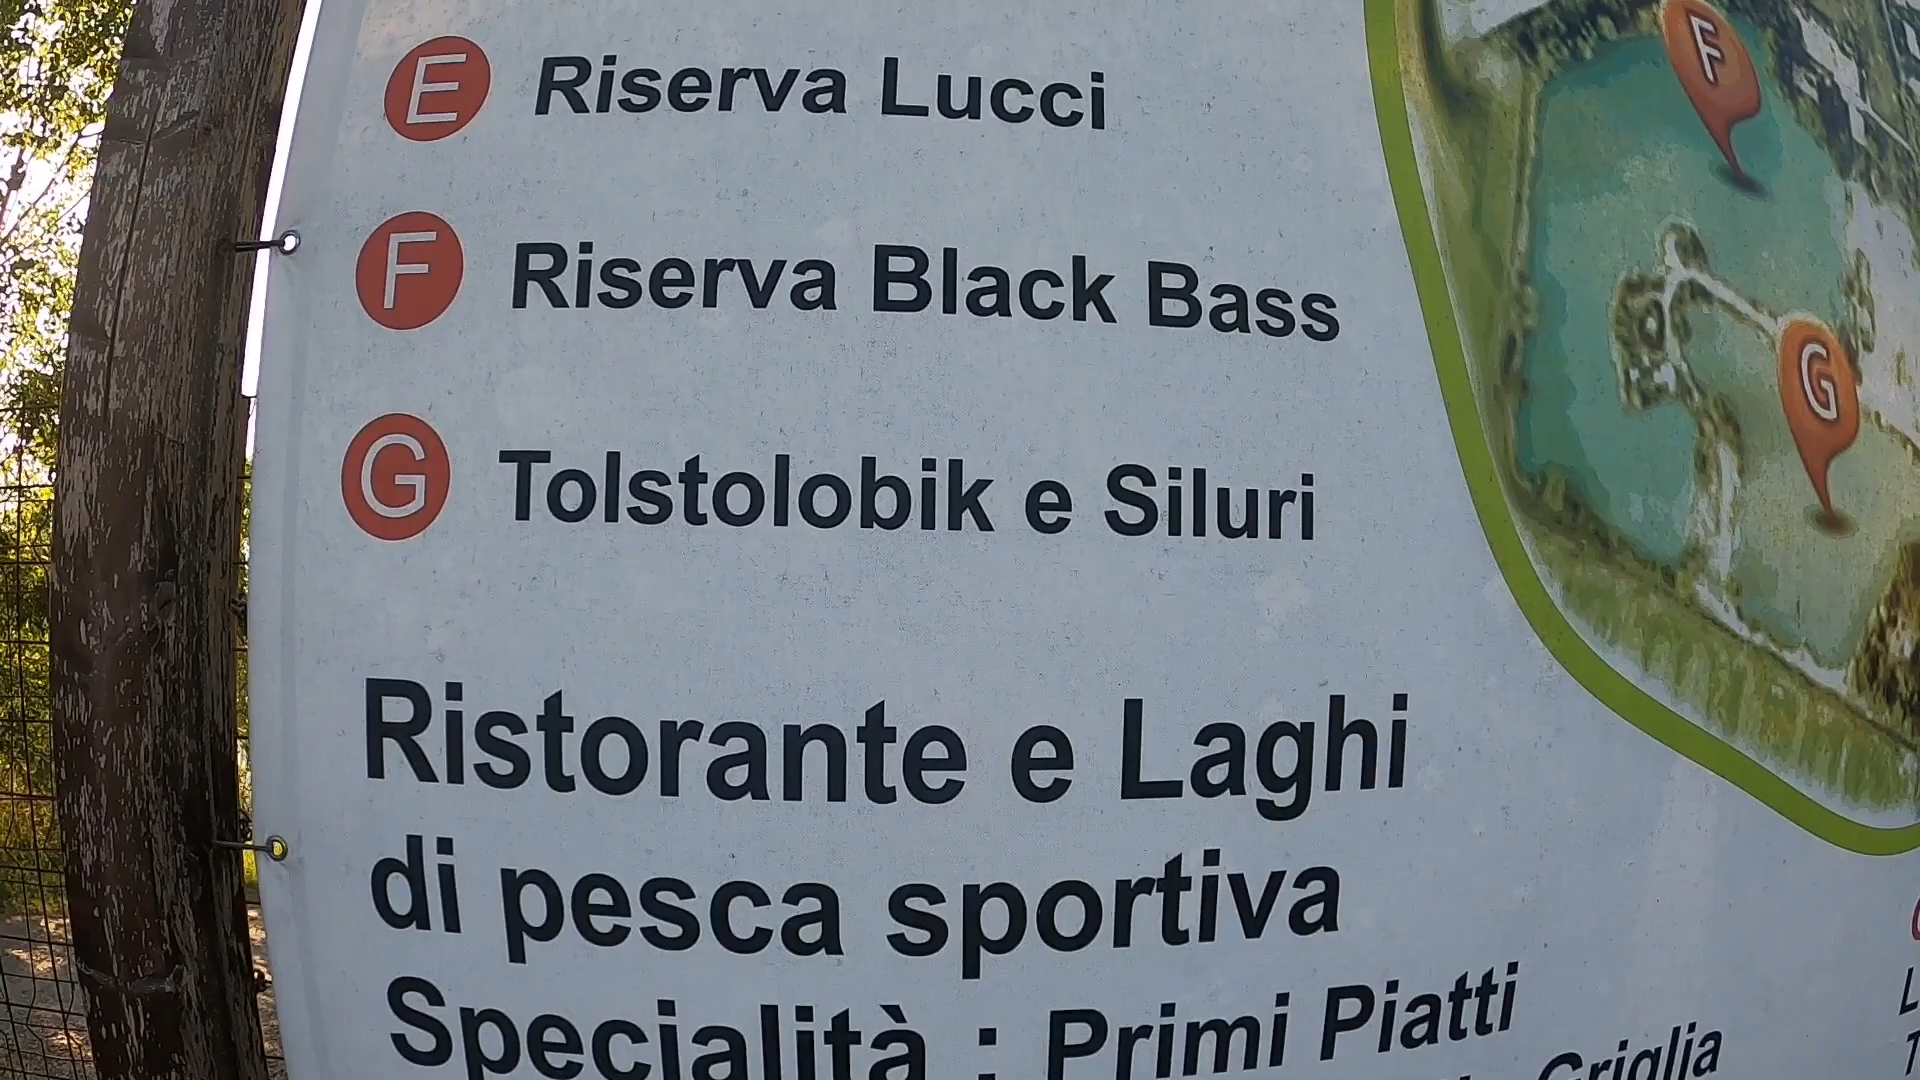 E Riserva Lucci
F Riserva Black Bass
G Tolstolobik e Siluri
F
G
Ristorante e Laghi
di pesca sportiva
Specialità : Primi Piatti
Griglia